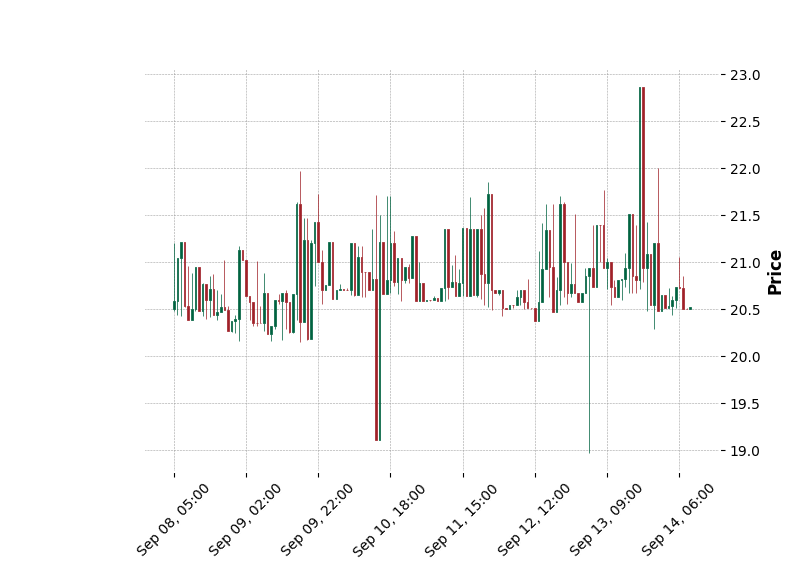 23.0
22.5
22.0
21.5
21.0
20.5
20.0
19.5
19.0
Price
Sep 08, 05:00
Sep 09, 02:00
Sep 09, 22:00
Sep 10, 18:00
Sep 11, 15:00
Sep 12, 12:00
Sep 13, 09:00
Sep 14, 06:00